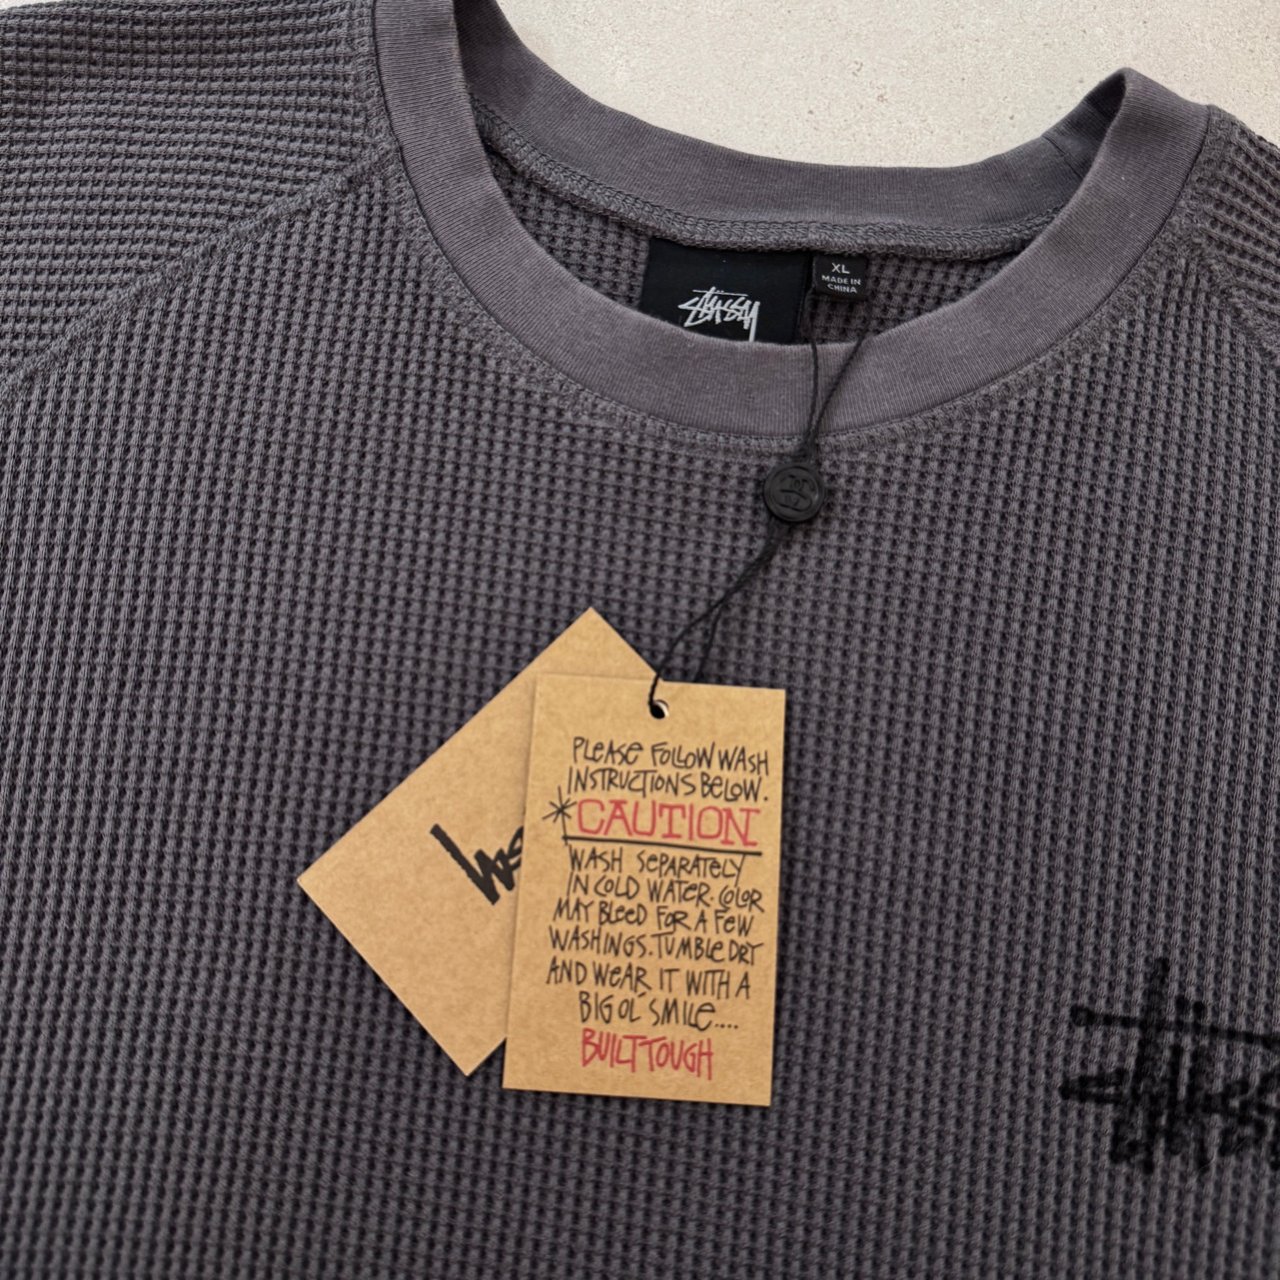 STÜSSY
XL
MADE IN
CHINA
PLEASE FOLLOW WASH
INSTRUCTIONS BELOW.
*CAUTION
WASH SEPARATELY
IN COLD WATER. COLOR
MAY BLEED FOR A FEW
WASHINGS. TUMBLE DRY
AND WEAR IT WITH A
BIG OL' SMILE....
BUILT TOUGH